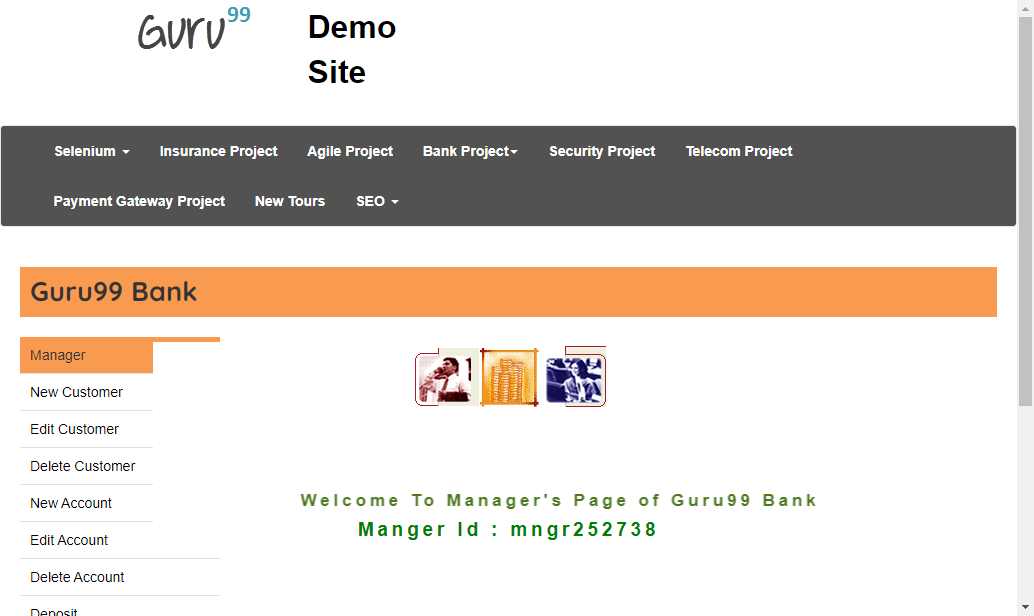 Guru99
Demo
Site
Selenium Insurance Project Agile Project Bank Project Security Project Telecom Project
Payment Gateway Project New Tours SEO
Guru99 Bank
Manager
New Customer
Edit Customer
Delete Customer
New Account
Edit Account
Delete Account
Deposit
Welcome To Manager's Page of Guru99 Bank
Manger Id : mngr252738